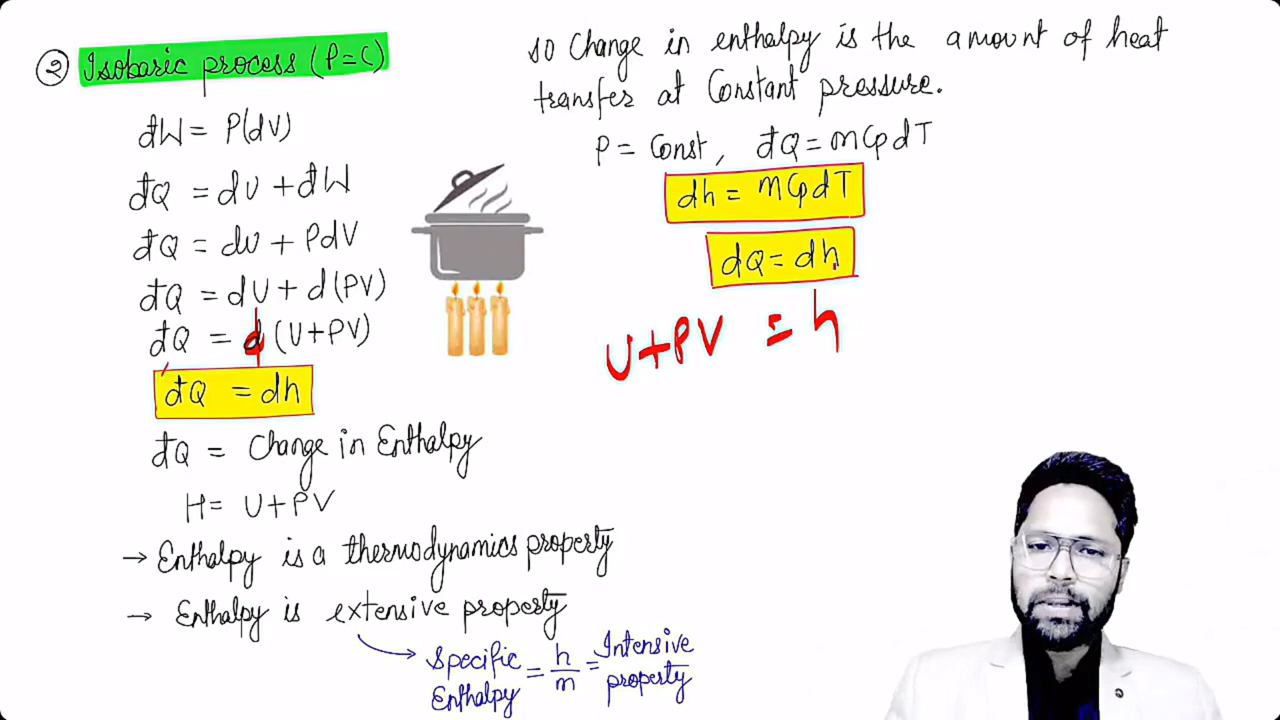 ② Isobaric process (P=C)
đW = P(dV)
đQ = dU + đW
đQ = dU + PdV
đQ = dU + d(PV)
đQ = d(U+PV)
đQ = dh
đQ = Change in Enthalpy
H = U+PV
→ Enthalpy is a thermodynamics property
→ Enthalpy is extensive property
Specific Enthalpy = h/m = Intensive property
so Change in enthalpy is the amount of heat
transfer at Constant pressure.
P = Const, đQ = mCpdT
dh = mCpdT
dQ = dh
U+PV = h